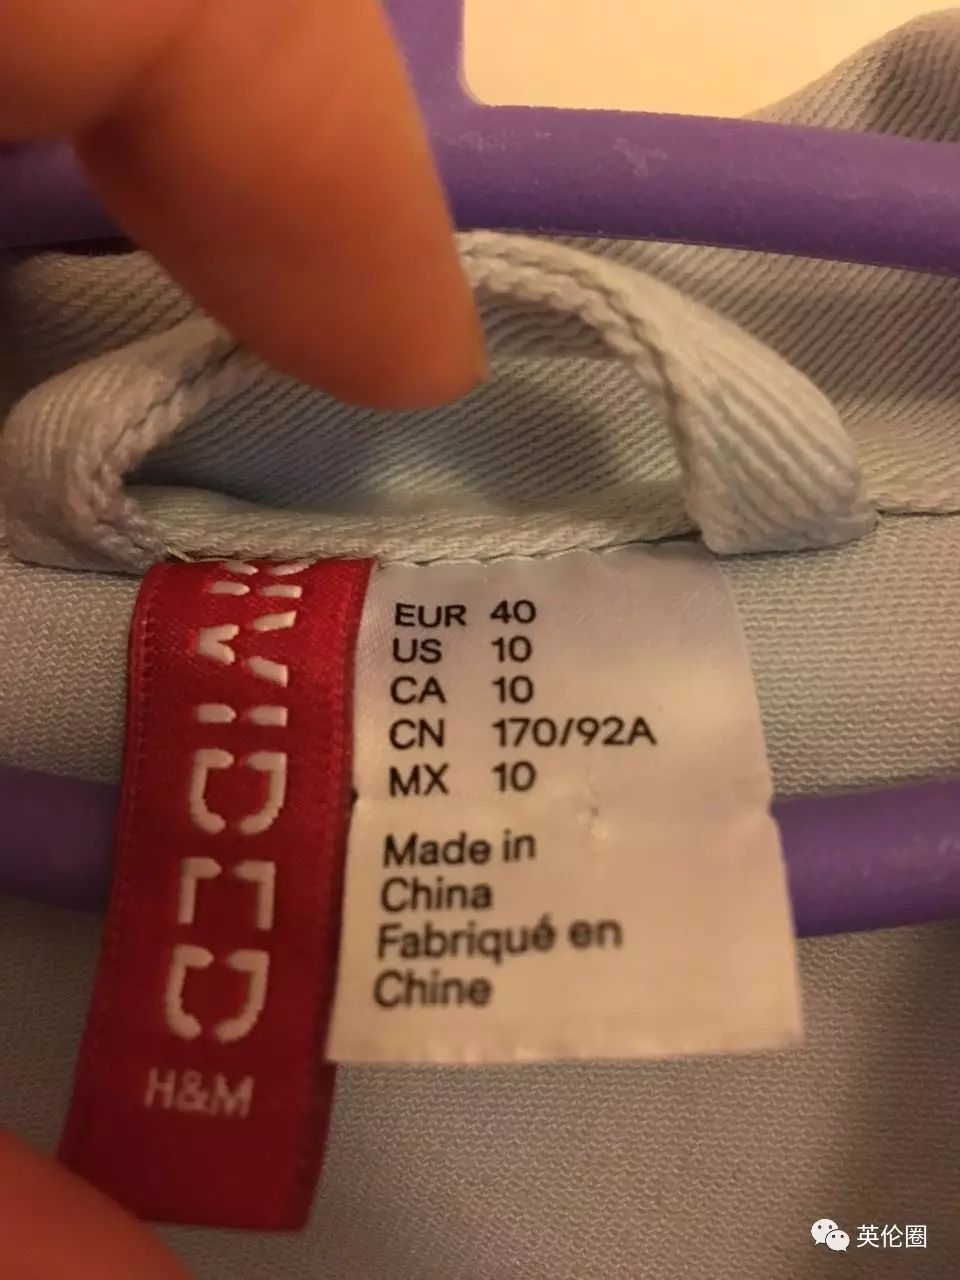 DIVIDED
H&M
EUR 40
US 10
CA 10
CN 170/92A
MX 10
Made in
China
Fabriqué en
Chine
英伦圈